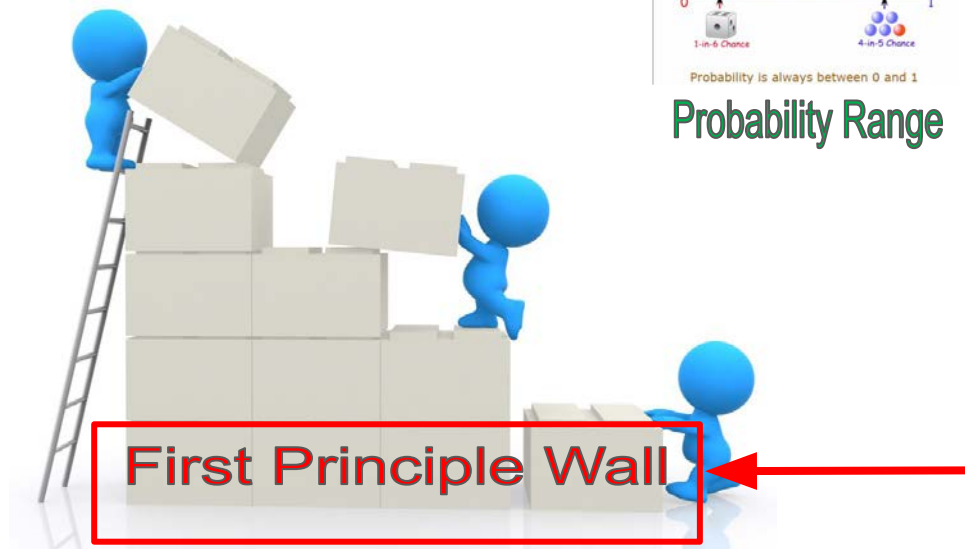 0 1
1-in-6 Chance 4-in-5 Chance
Probability is always between 0 and 1
Probability Range
First Principle Wall